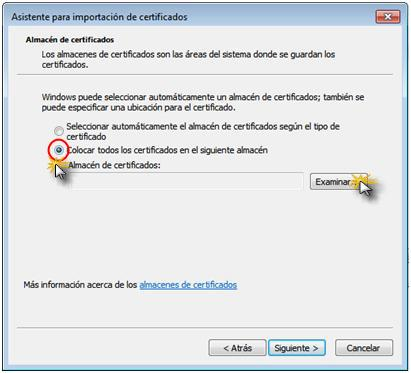 Asistente para importación de certificados
Almacén de certificados
Los almacenes de certificados son las áreas del sistema donde se guardan los
certificados.
Windows puede seleccionar automáticamente un almacén de certificados; también se
puede especificar una ubicación para el certificado.
Seleccionar automáticamente el almacén de certificados según el tipo de
certificado
Colocar todos los certificados en el siguiente almacén
Almacén de certificados:
Examinar
Más información acerca de los almacenes de certificados
< Atrás
Siguiente >
Cancelar